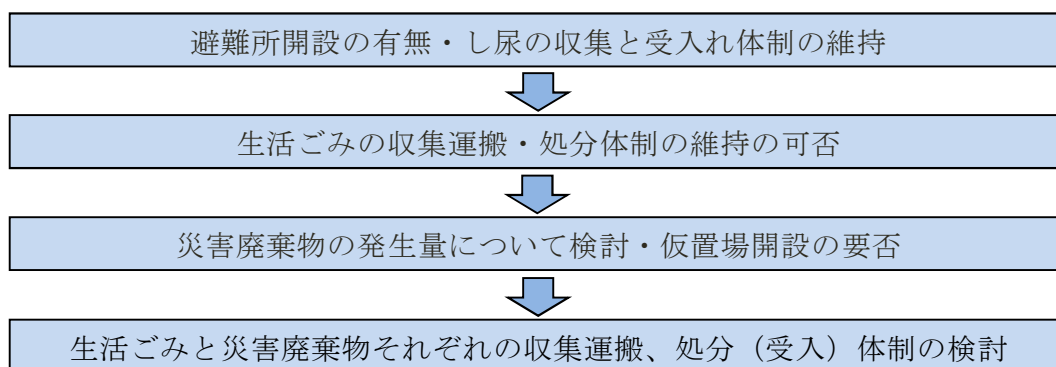 避難所開設の有無・し尿の収集と受入れ体制の維持
生活ごみの収集運搬・処分体制の維持の可否
災害廃棄物の発生量について検討・仮置場開設の要否
生活ごみと災害廃棄物それぞれの収集運搬、処分（受入）体制の検討